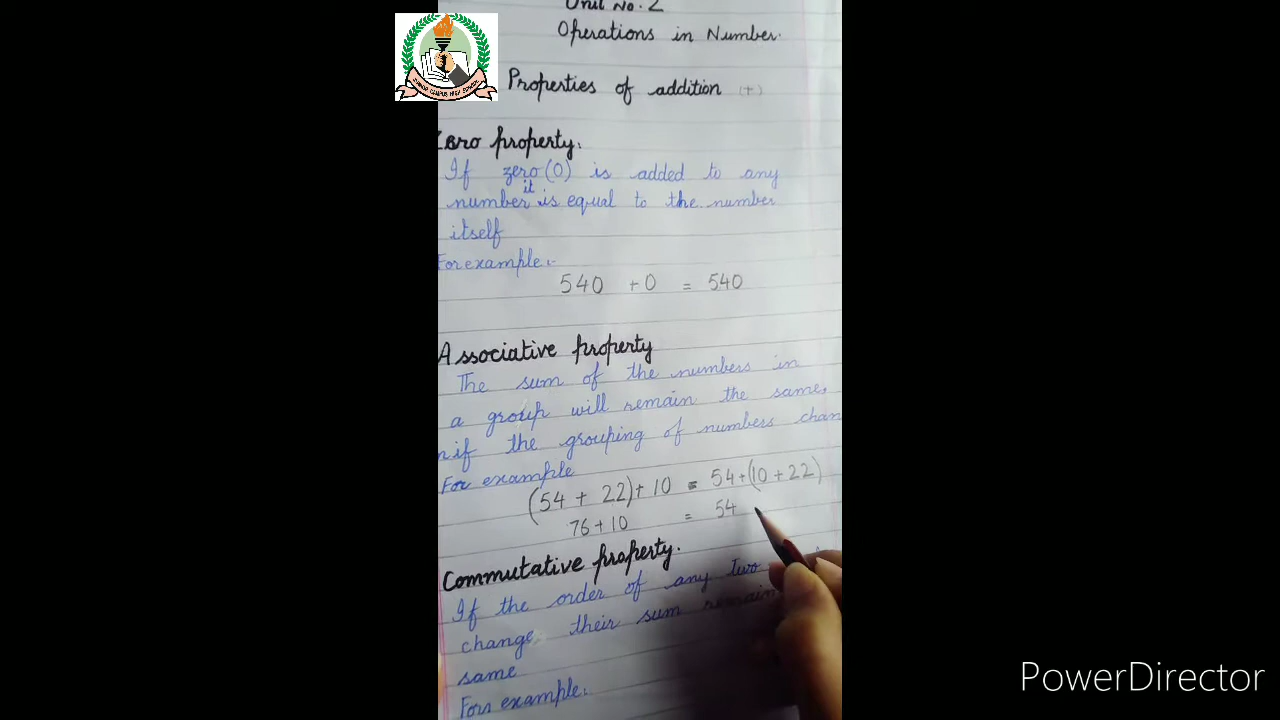 Unit No. 2
Operations in Number.
Properties of addition (+)
Zero property.
If zero (0) is added to any
number it is equal to the number
itself
For example:-
540 + 0 = 540
Associative property
The sum of the numbers in
a group will remain the same,
if the grouping of numbers chan
For example
(54 + 22) + 10 = 54 + (10 + 22)
76 + 10 = 54
Commutative property.
If the order of any two
change, their sum remain
same
For example.
PowerDirector